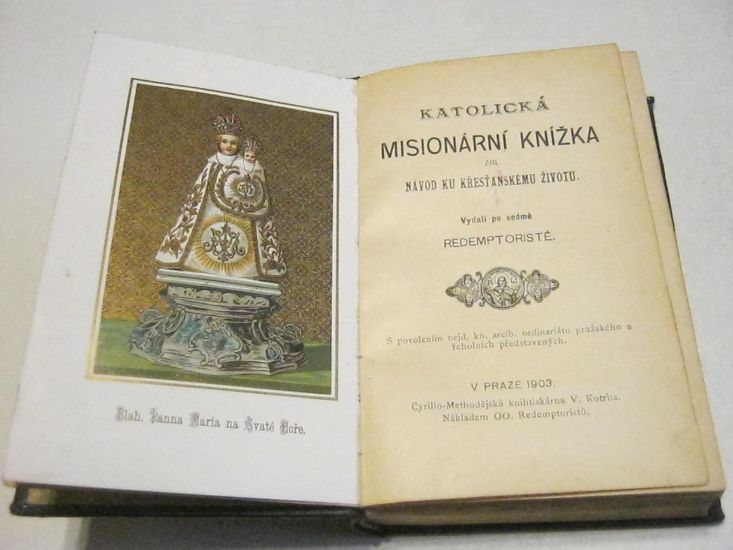 Blah. Panna Maria na Svaté Hoře.
KATOLICKÁ
MISIONÁRNÍ KNÍŽKA
čili
NÁVOD KU KŘESŤANSKÉMU ŽIVOTU.
Vydali po sedmé
REDEMPTORISTÉ.
S povolením nejd. kn. arcib. ordinariátu pražského a
řeholních představených.
V PRAZE 1903.
Cyrillo-Methodějská knihtiskárna V. Kotrba.
Nákladem OO. Redemptoristů.